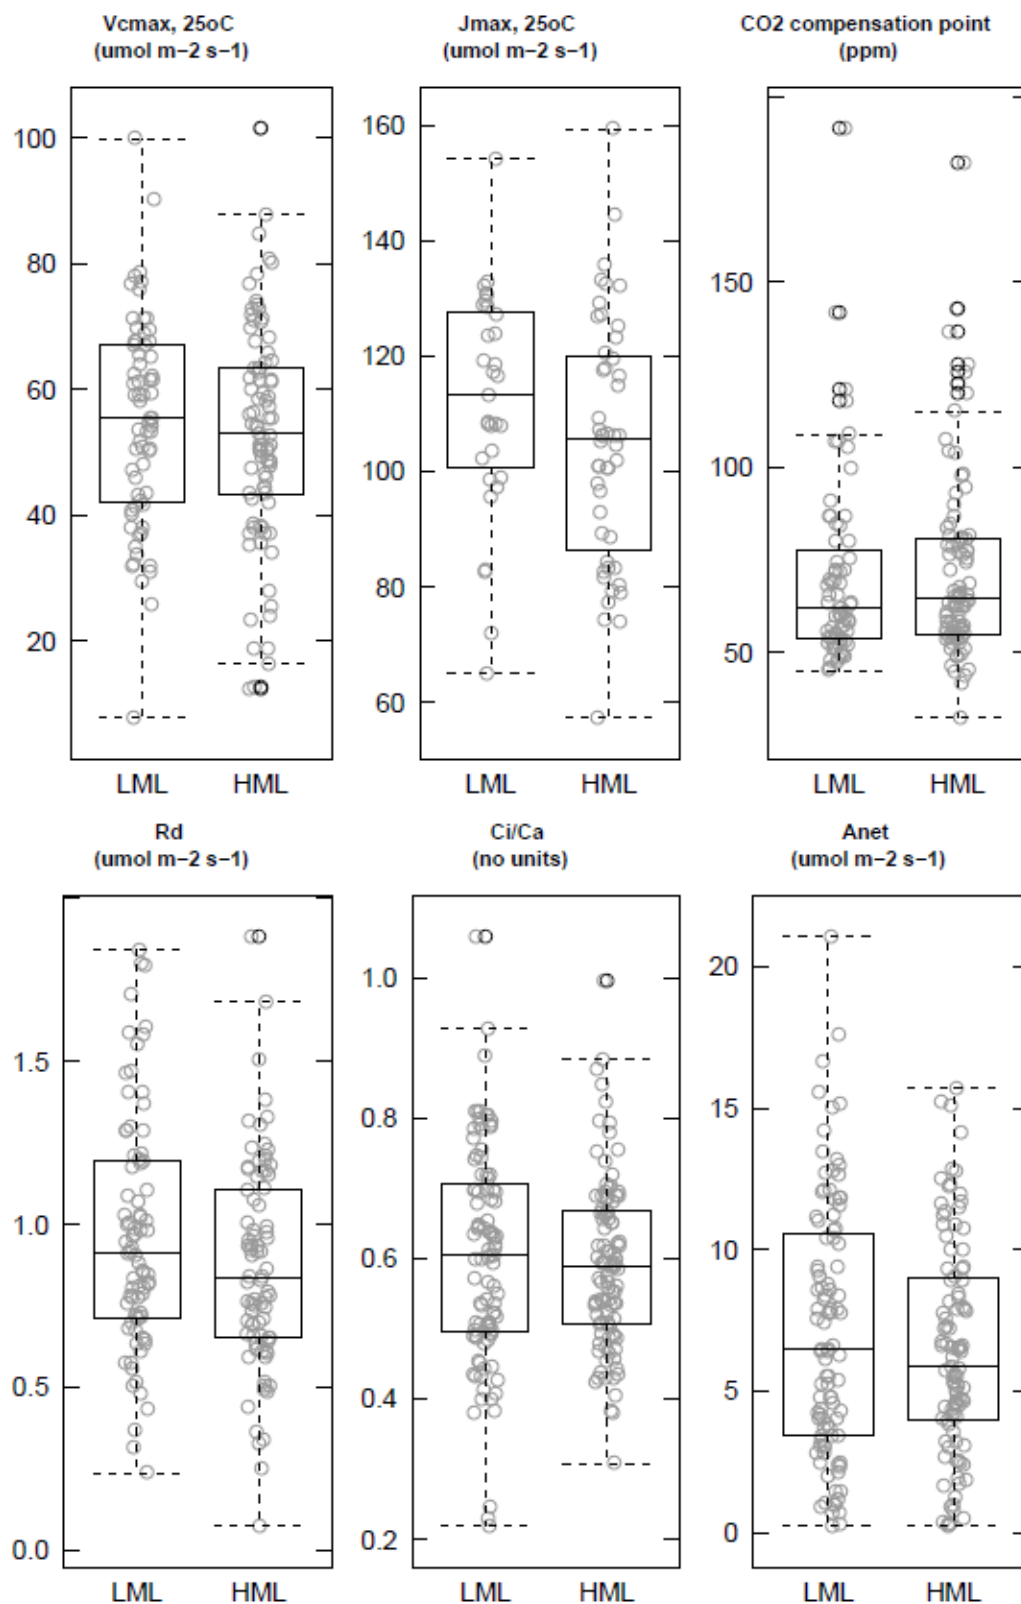 Vcmax, 25oC
(umol m−2 s−1)
Jmax, 25oC
(umol m−2 s−1)
CO2 compensation point
(ppm)
100
80
60
40
20
LML HML
160
140
120
100
80
60
LML HML
150
100
50
LML HML
Rd
(umol m−2 s−1)
Ci/Ca
(no units)
Anet
(umol m−2 s−1)
1.5
1.0
0.5
0.0
LML HML
1.0
0.8
0.6
0.4
0.2
LML HML
20
15
10
5
0
LML HML